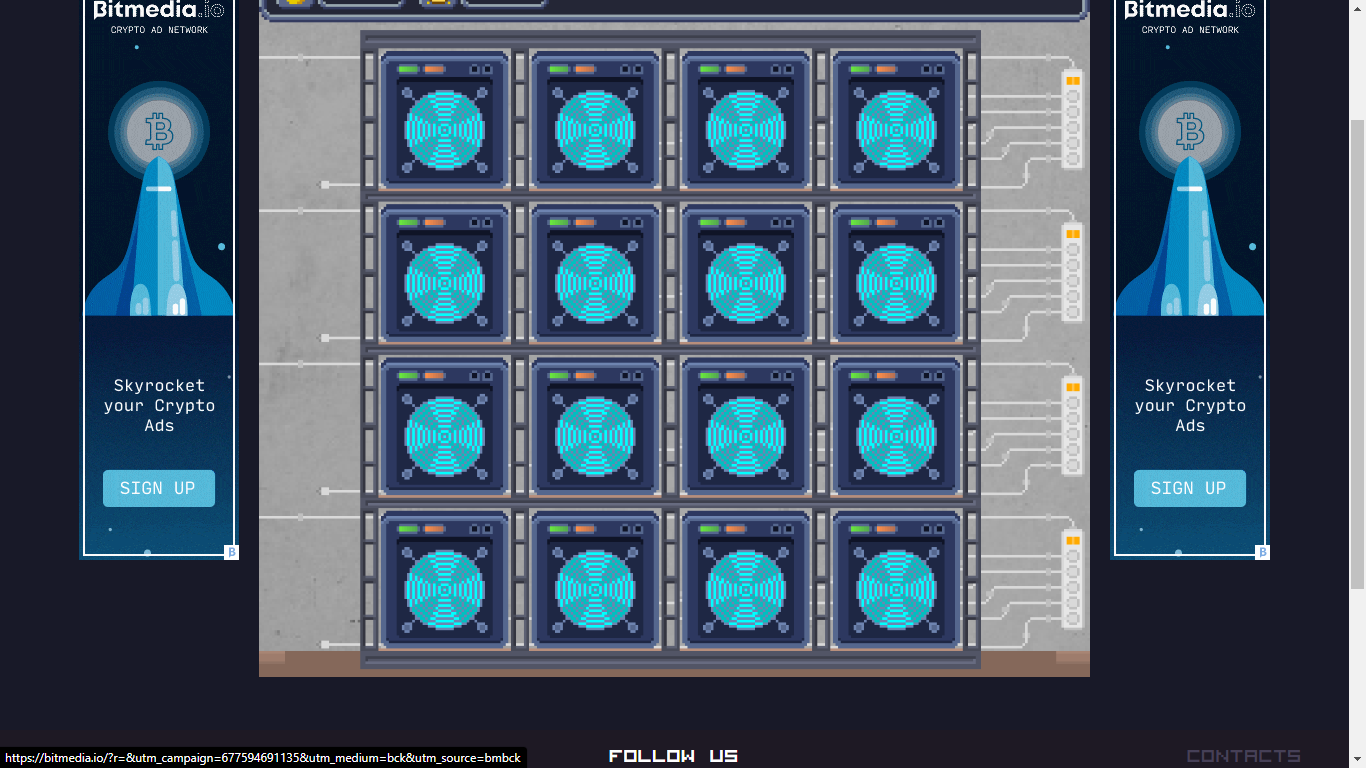 Bitmedia.io
CRYPTO AD NETWORK
B
Skyrocket
your Crypto
Ads
SIGN UP
B
Bitmedia.io
CRYPTO AD NETWORK
B
Skyrocket
your Crypto
Ads
SIGN UP
B
https://bitmedia.io/?r=&utm_campaign=677594691135&utm_medium=bck&utm_source=bmbck
FOLLOW US
CONTACTS